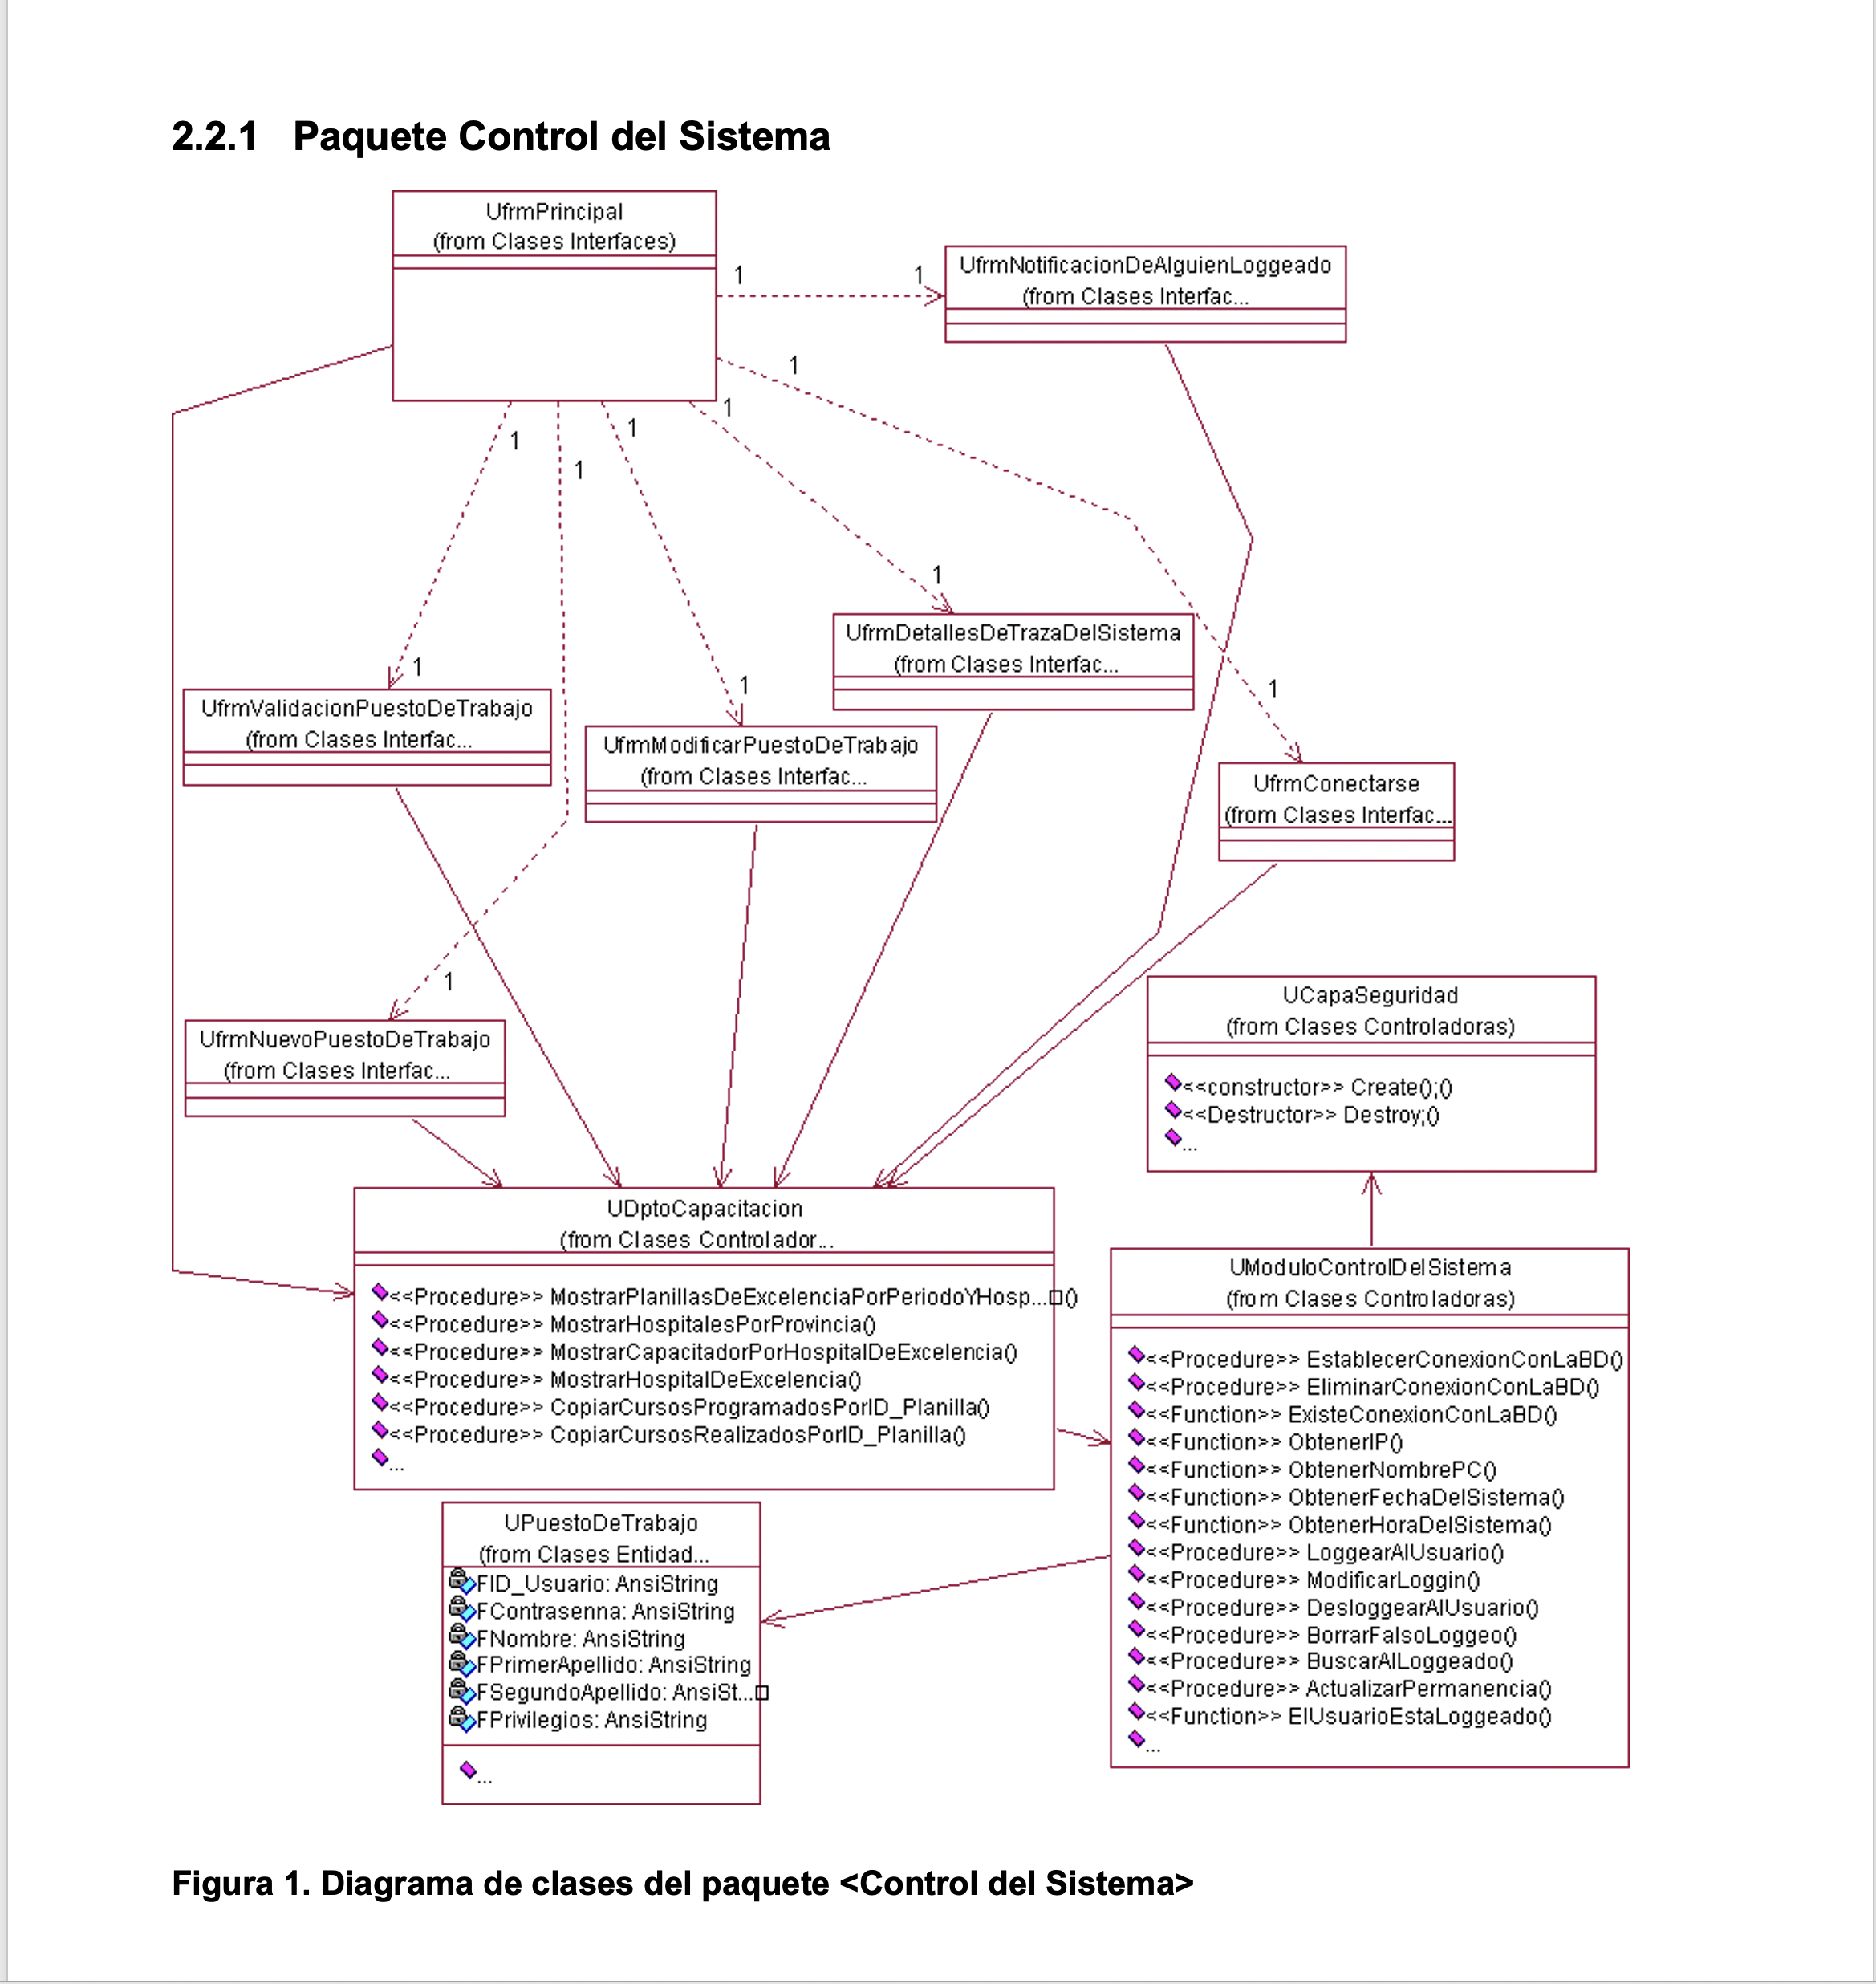 2.2.1 Paquete Control del Sistema
UfrmPrincipal
(from Clases Interfaces)
1
1
UfrmNotificacionDeAlguienLoggeado
(from Clases Interfac...
1
1
1
1
1
1
1
UfrmDetallesDeTrazaDelSistema
(from Clases Interfac...
1
1
1
UfrmValidacionPuestoDeTrabajo
(from Clases Interfac...
UfrmModificarPuestoDeTrabajo
(from Clases Interfac...
UfrmConectarse
(from Clases Interfac...
1
UfrmNuevoPuestoDeTrabajo
(from Clases Interfac...
UCapaSeguridad
(from Clases Controladoras)
<<constructor>> Create();()
<<Destructor>> Destroy;()
...
UDptoCapacitacion
(from Clases Controlador...
<<Procedure>> MostrarPlanillasDeExcelenciaPorPeriodoYHosp...()
<<Procedure>> MostrarHospitalesPorProvincia()
<<Procedure>> MostrarCapacitadorPorHospitalDeExcelencia()
<<Procedure>> MostrarHospitalDeExcelencia()
<<Procedure>> CopiarCursosProgramadosPorID_Planilla()
<<Procedure>> CopiarCursosRealizadosPorID_Planilla()
...
UModuloControlDelSistema
(from Clases Controladoras)
<<Procedure>> EstablecerConexionConLaBD()
<<Procedure>> EliminarConexionConLaBD()
<<Function>> ExisteConexionConLaBD()
<<Function>> ObtenerIP()
<<Function>> ObtenerNombrePC()
<<Function>> ObtenerFechaDelSistema()
<<Function>> ObtenerHoraDelSistema()
<<Procedure>> LoggearAlUsuario()
<<Procedure>> ModificarLoggin()
<<Procedure>> DesloggearAlUsuario()
<<Procedure>> BorrarFalsoLoggeo()
<<Procedure>> BuscarAlLoggeado()
<<Procedure>> ActualizarPermanencia()
<<Function>> ElUsuarioEstaLoggeado()
...
UPuestoDeTrabajo
(from Clases Entidad...
FID_Usuario: AnsiString
FContrasenna: AnsiString
FNombre: AnsiString
FPrimerApellido: AnsiString
FSegundoApellido: AnsiSt...
FPrivilegios: AnsiString
...
Figura 1. Diagrama de clases del paquete <Control del Sistema>